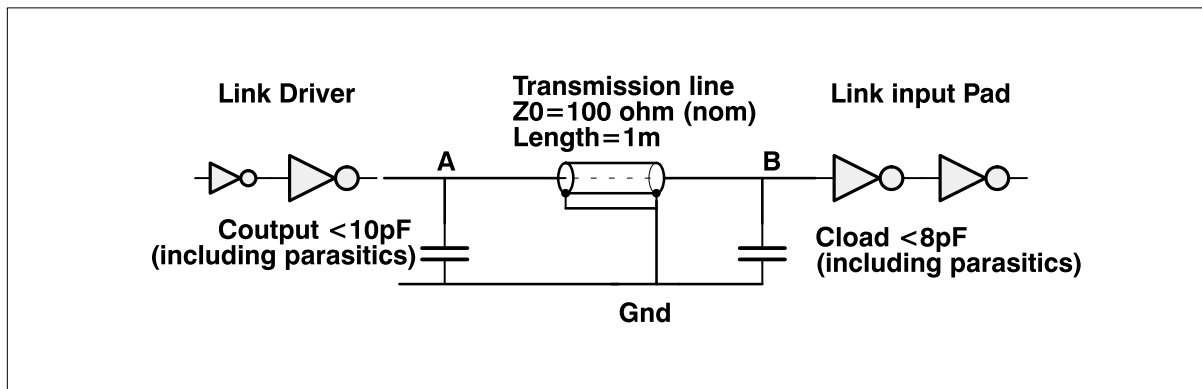 Link Driver
Transmission line
Z0=100 ohm (nom)
Length=1m
Link input Pad
A
B
Coutput <10pF
(including parasitics)
Cload <8pF
(including parasitics)
Gnd